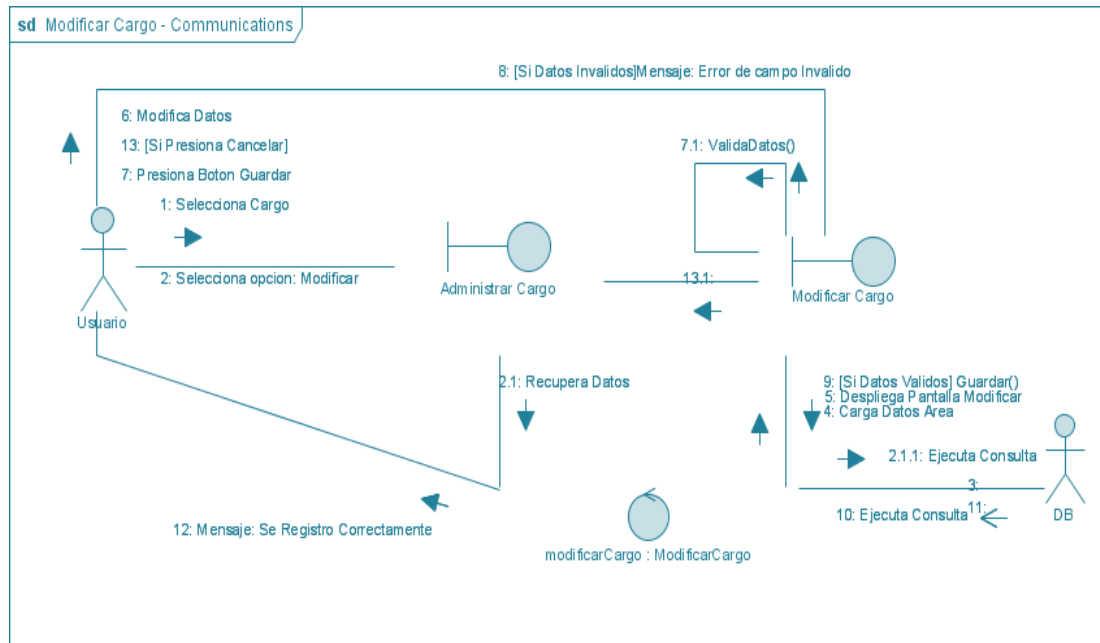 sd Modificar Cargo - Communications
8: [Si Datos Invalidos]Mensaje: Error de campo Invalido
6: Modifica Datos
13: [Si Presiona Cancelar]
7.1: ValidaDatos()
7: Presiona Boton Guardar
1: Selecciona Cargo
2: Selecciona opcion: Modificar
Administrar Cargo
13.1:
Modificar Cargo
Usuario
2.1: Recupera Datos
9: [Si Datos Validos] Guardar()
5: Despliega Pantalla Modificar
4: Carga Datos Area
2.1.1: Ejecuta Consulta
3:
11:
10: Ejecuta Consulta
DB
12: Mensaje: Se Registro Correctamente
modificarCargo : ModificarCargo